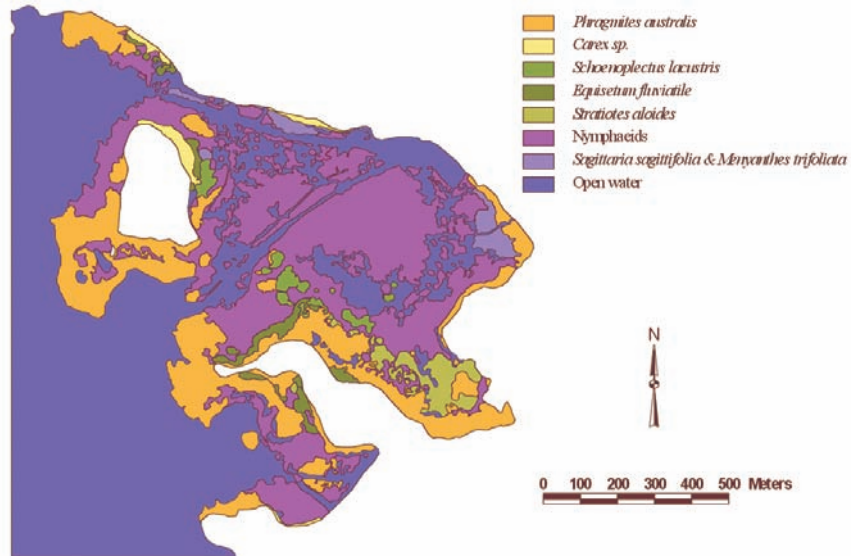 Phragmites australis
Carex sp.
Schoenoplectus lacustris
Equisetum fluviatile
Stratiotes aloides
Nymphaeids
Sagittaria sagittifolia & Menyanthes trifoliata
Open water
N
0 100 200 300 400 500 Meters